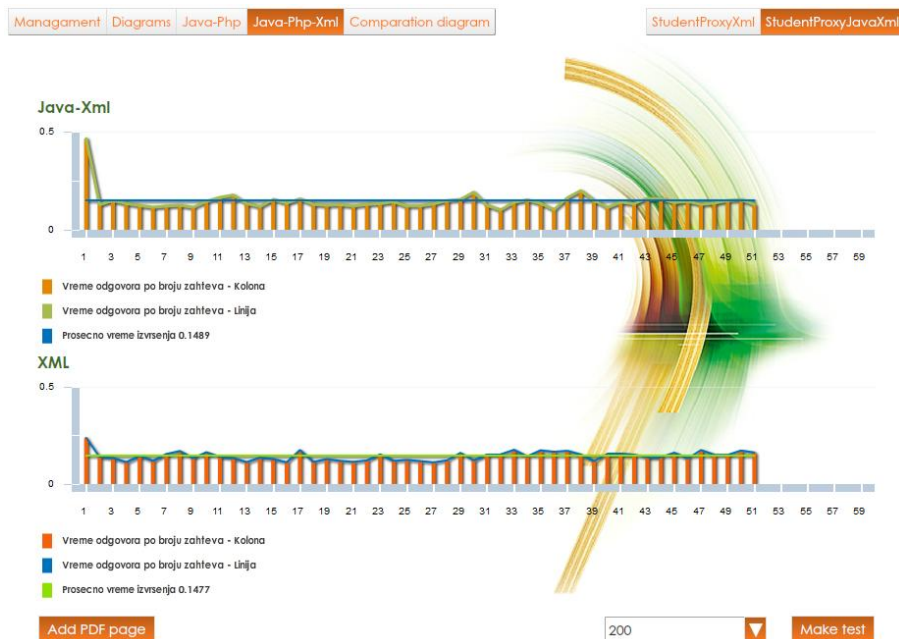 Managament Diagrams Java-Php Java-Php-Xml Comparation diagram StudentProxyXml StudentProxyJavaXml
Java-Xml
0.5
0
1 3 5 7 9 11 13 15 17 19 21 23 25 27 29 31 33 35 37 39 41 43 45 47 49 51 53 55 57 59
Vreme odgovora po broju zahteva - Kolona
Vreme odgovora po broju zahteva - Linija
Prosecno vreme izvrsenja 0.1489
XML
0.5
0
1 3 5 7 9 11 13 15 17 19 21 23 25 27 29 31 33 35 37 39 41 43 45 47 49 51 53 55 57 59
Vreme odgovora po broju zahteva - Kolona
Vreme odgovora po broju zahteva - Linija
Prosecno vreme izvrsenja 0.1477
Add PDF page 200 Make test